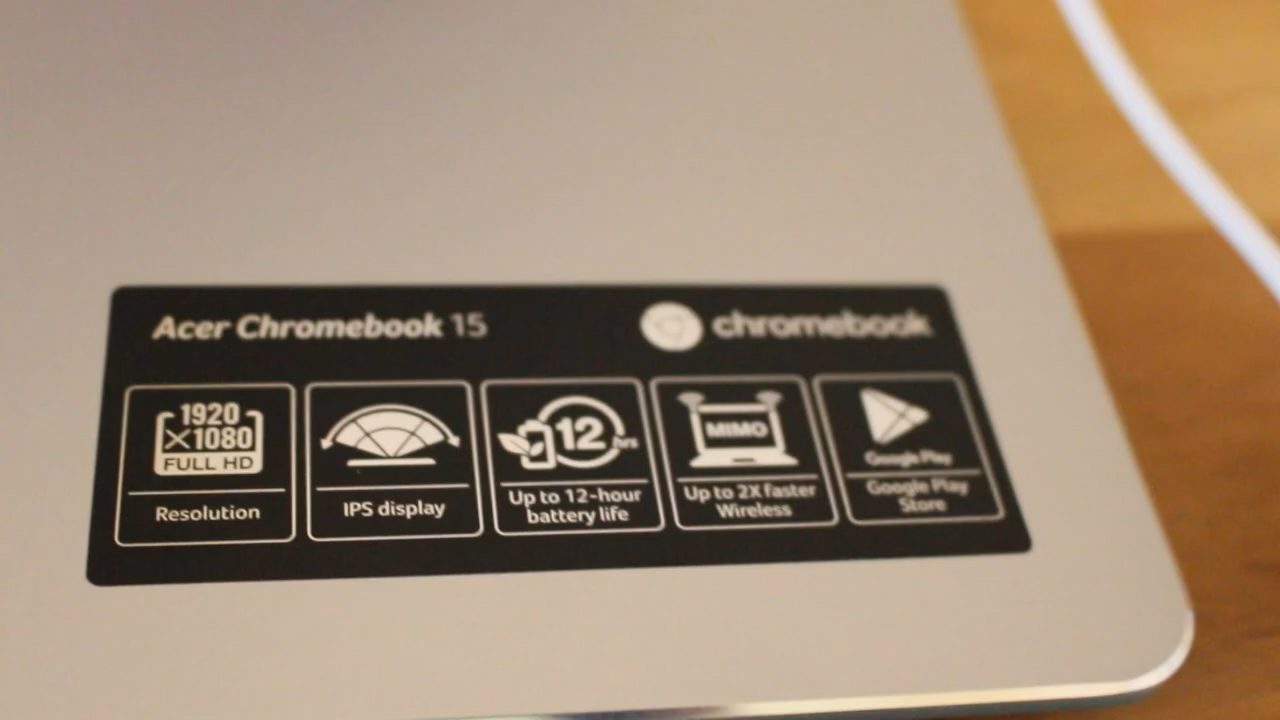 Acer Chromebook 15
chromebook
1920
×1080
FULL HD
Resolution
IPS display
12 hrs
Up to 12-hour
battery life
MIMO
Up to 2X faster
Wireless
Google Play
Google Play
Store